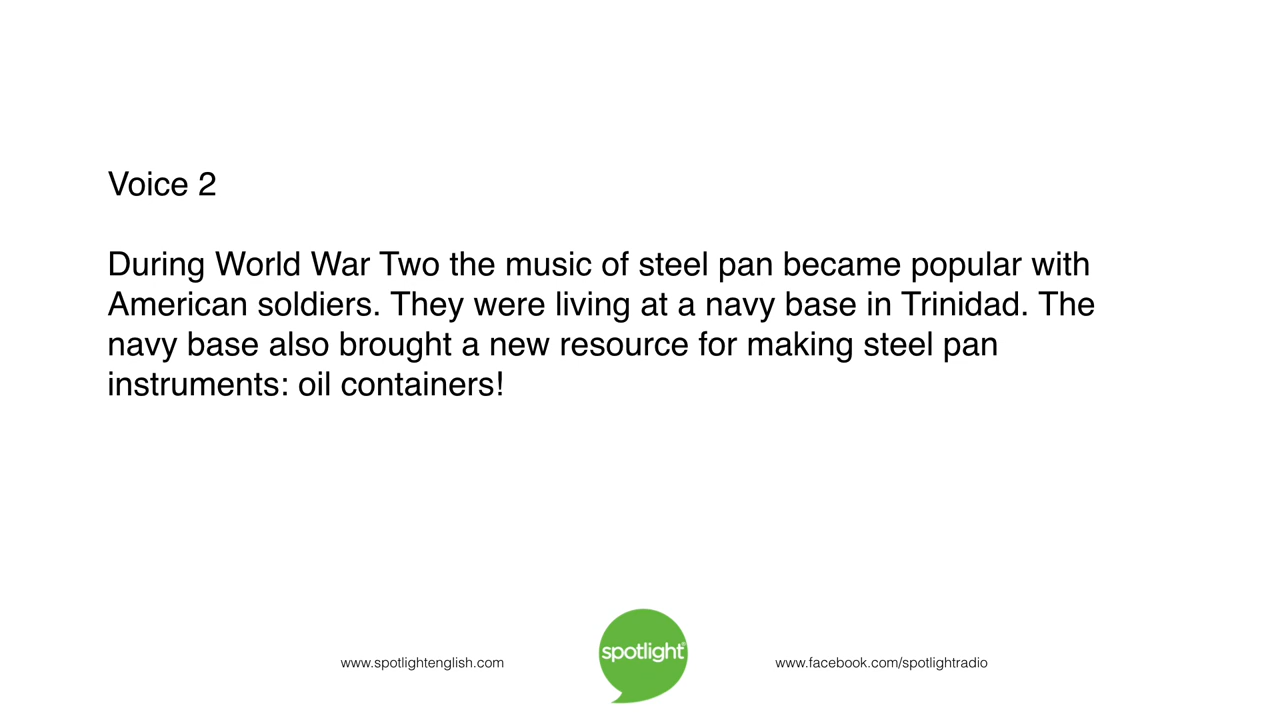 Voice 2
During World War Two the music of steel pan became popular with
American soldiers. They were living at a navy base in Trinidad. The
navy base also brought a new resource for making steel pan
instruments: oil containers!
www.spotlightenglish.com
spotlight®
www.facebook.com/spotlightradio